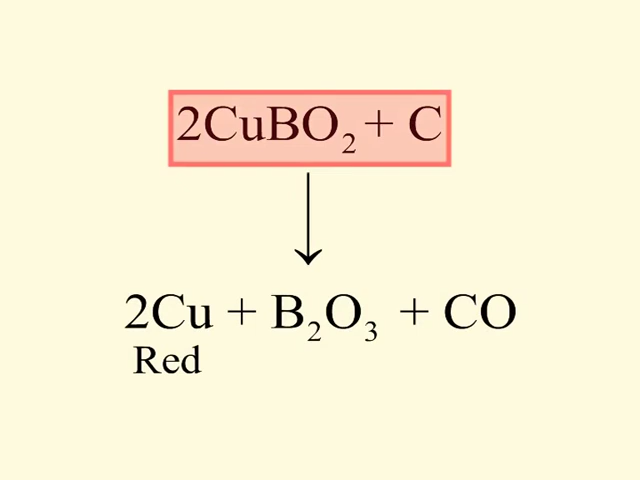 2CuBO₂ + C
2Cu + B₂O₃ + CO
Red